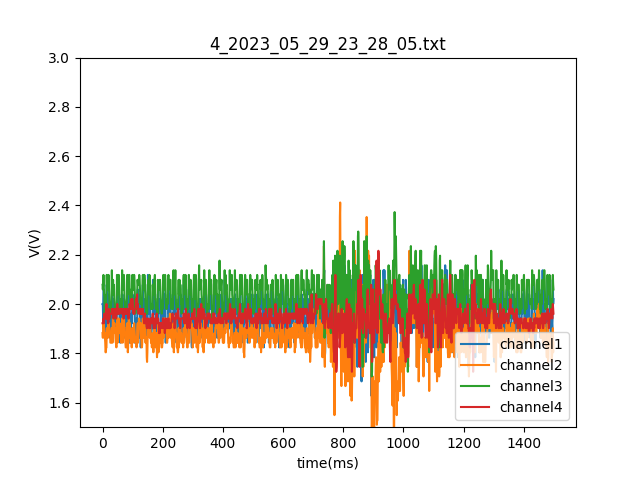 4_2023_05_29_23_28_05.txt
3.0
2.8
2.6
2.4
2.2
2.0
1.8
1.6
V(V)
channel1
channel2
channel3
channel4
0 200 400 600 800 1000 1200 1400
time(ms)